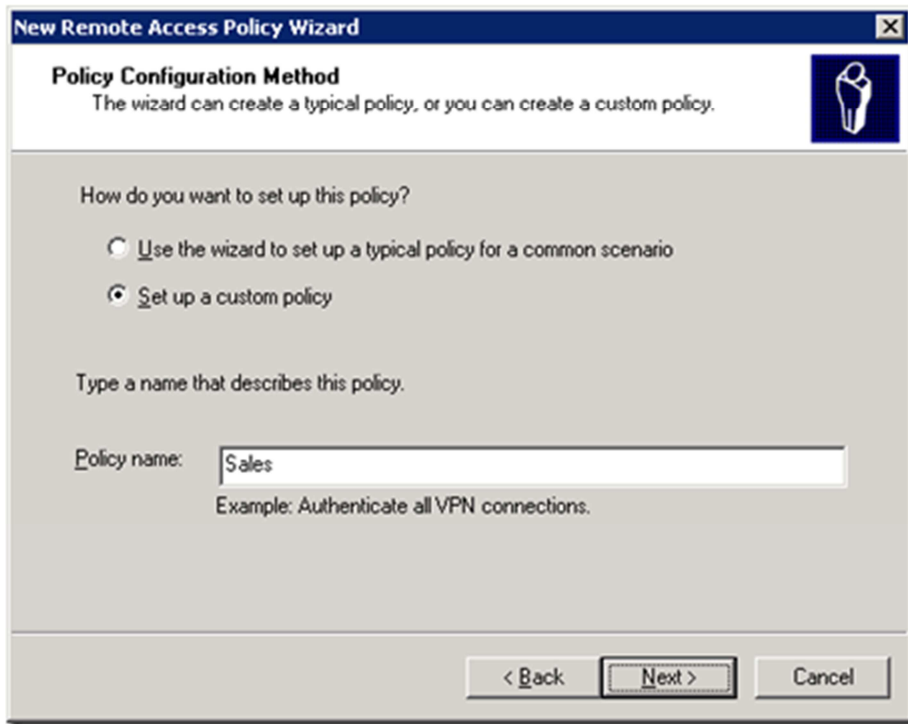 New Remote Access Policy Wizard
Policy Configuration Method
The wizard can create a typical policy, or you can create a custom policy.
How do you want to set up this policy?
Use the wizard to set up a typical policy for a common scenario
Set up a custom policy
Type a name that describes this policy.
Policy name: Sales
Example: Authenticate all VPN connections.
< Back Next > Cancel